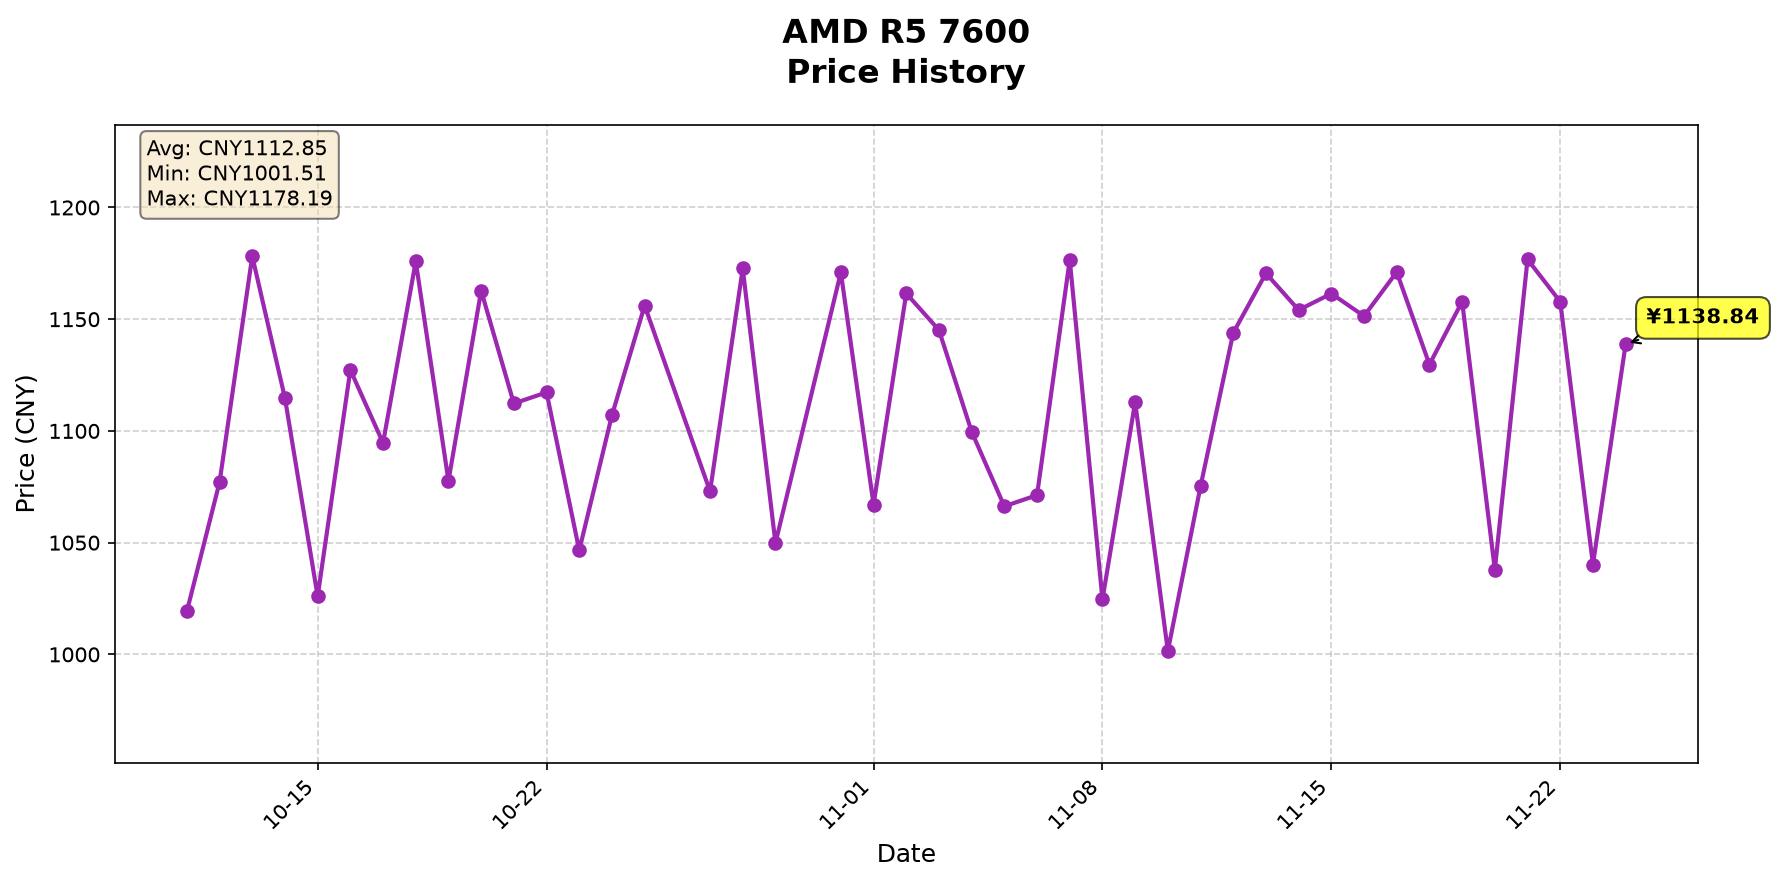 AMD R5 7600
Price History
Avg: CNY1112.85
Min: CNY1001.51
Max: CNY1178.19
¥1138.84
Price (CNY)
1200
1150
1100
1050
1000
10-15
10-22
11-01
11-08
11-15
11-22
Date